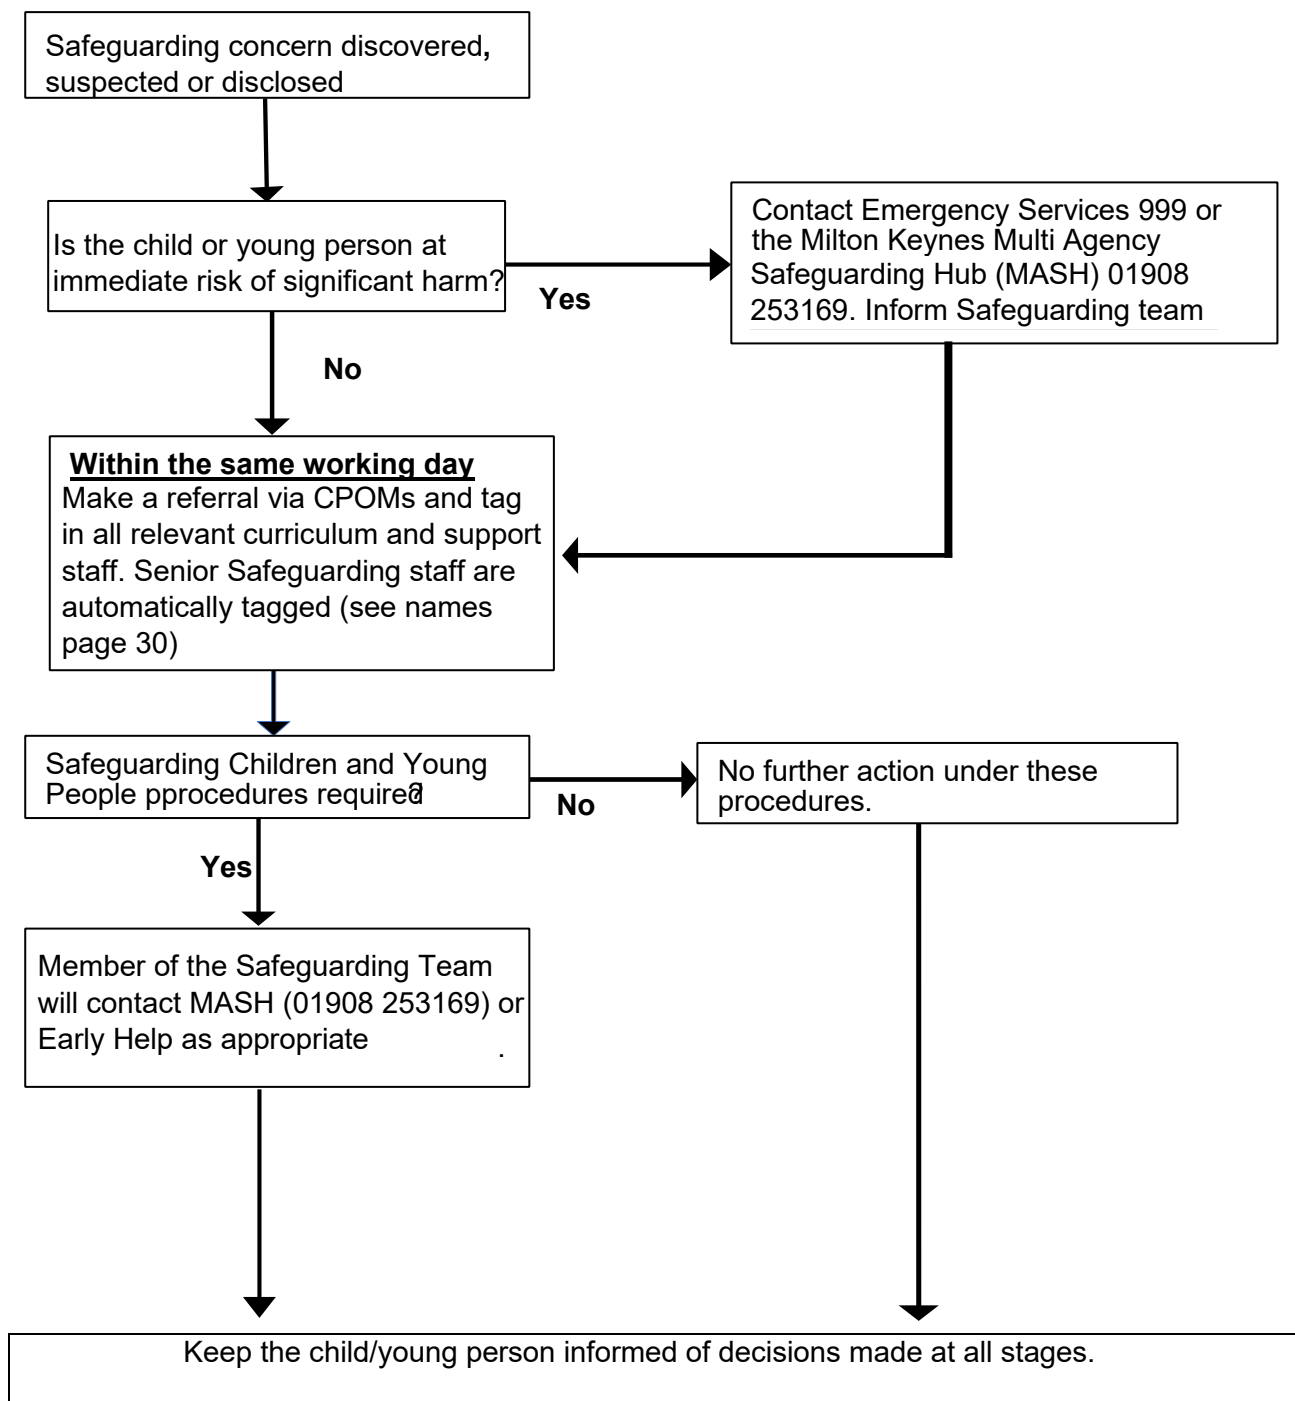 Safeguarding concern discovered,
suspected or disclosed
Is the child or young person at
immediate risk of significant harm?
Yes
Contact Emergency Services 999 or
the Milton Keynes Multi Agency
Safeguarding Hub (MASH) 01908
253169. Inform Safeguarding team
No
Within the same working day
Make a referral via CPOMs and tag
in all relevant curriculum and support
staff. Senior Safeguarding staff are
automatically tagged (see names
page 30)
Safeguarding Children and Young
People pprocedures required?
No
No further action under these
procedures.
Yes
Member of the Safeguarding Team
will contact MASH (01908 253169) or
Early Help as appropriate .
Keep the child/young person informed of decisions made at all stages.